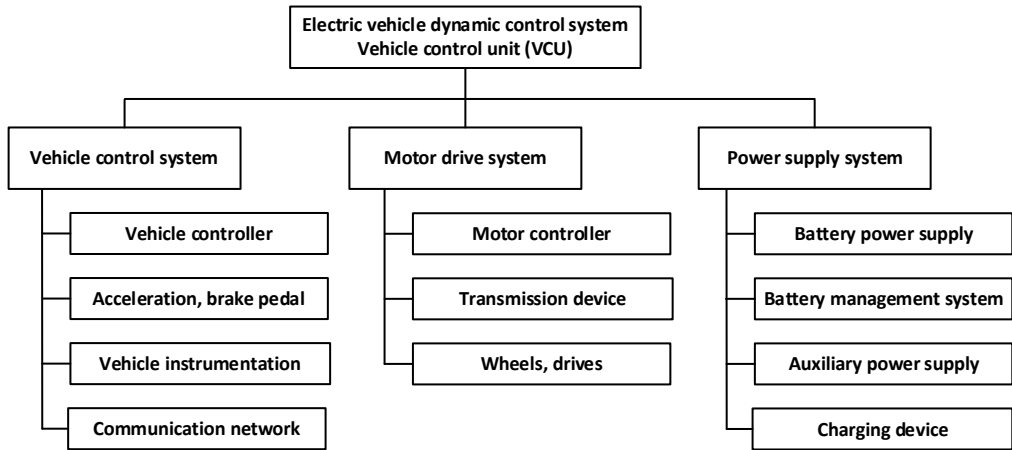 Electric vehicle dynamic control system
Vehicle control unit (VCU)
Vehicle control system
Motor drive system
Power supply system
Vehicle controller
Acceleration, brake pedal
Vehicle instrumentation
Communication network
Motor controller
Transmission device
Wheels, drives
Battery power supply
Battery management system
Auxiliary power supply
Charging device